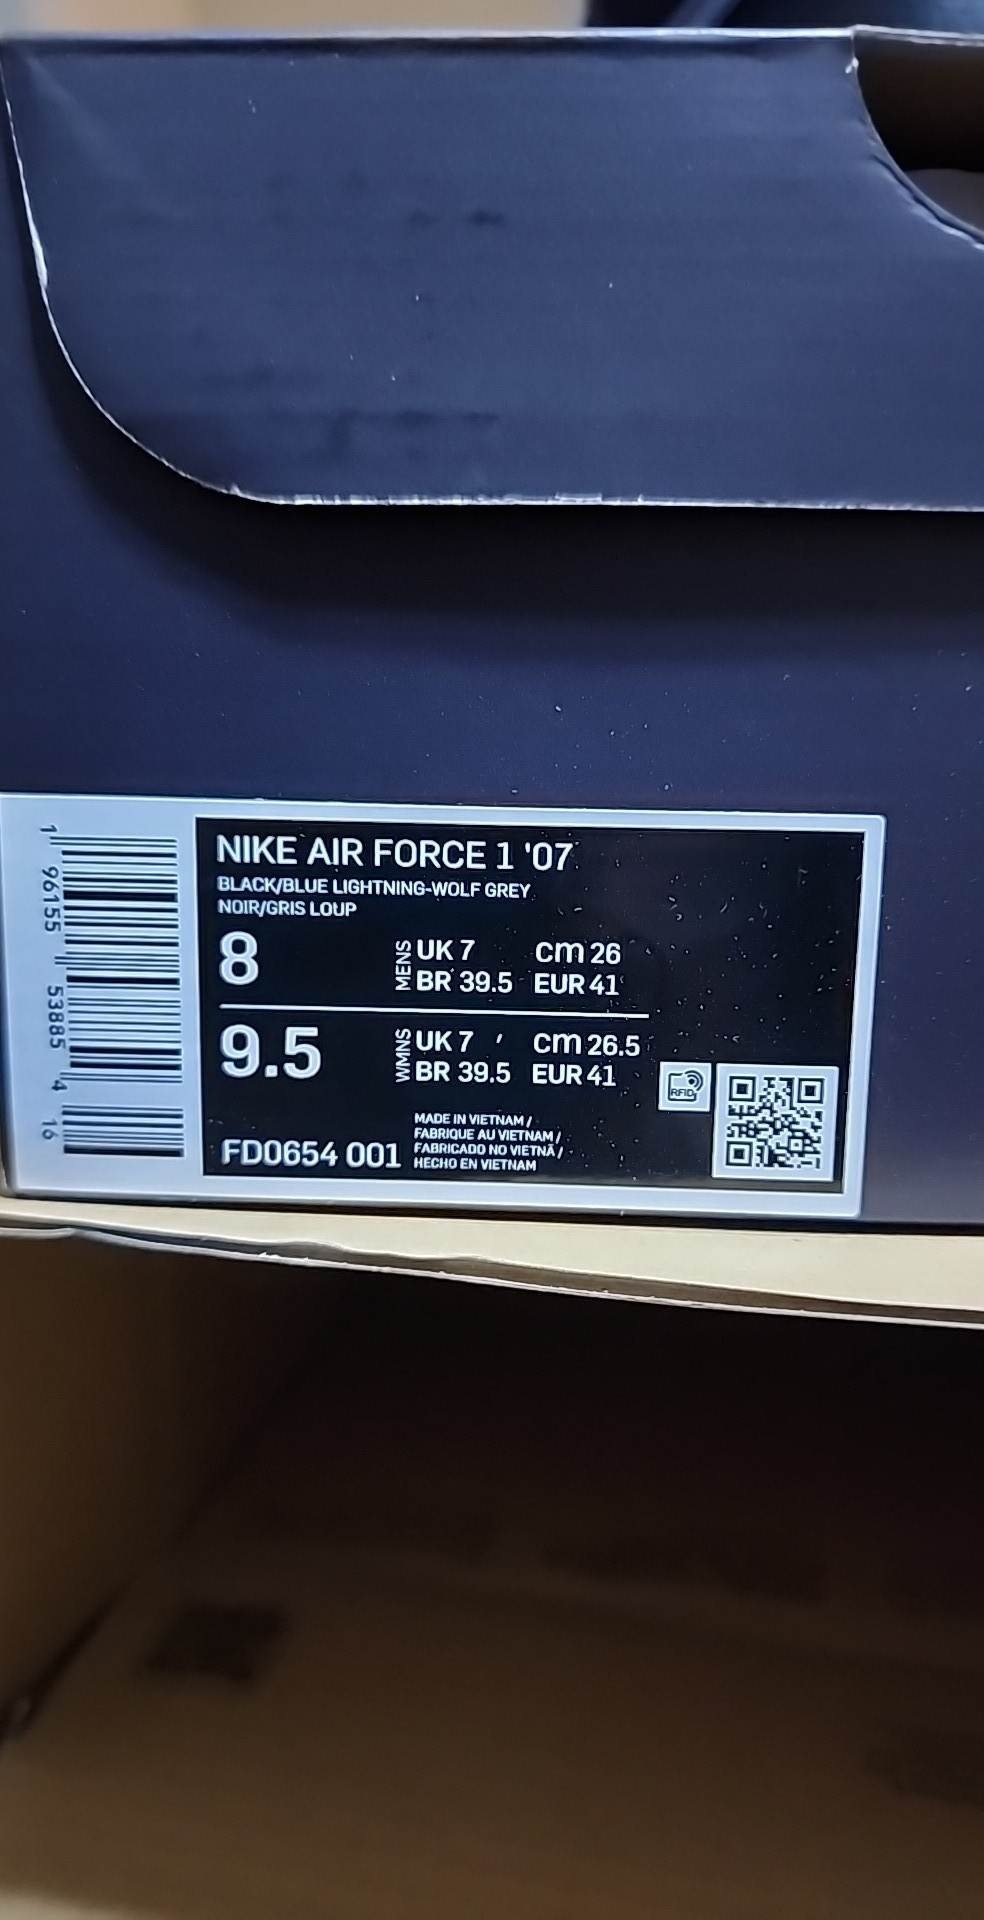 NIKE AIR FORCE 1 '07
BLACK/BLUE LIGHTNING-WOLF GREY
NOIR/GRIS LOUP
8 MENS UK 7 cm 26
BR 39.5 EUR 41
9.5 WMNS UK 7 cm 26.5
BR 39.5 EUR 41
FD0654 001
MADE IN VIETNAM /
FABRIQUE AU VIETNAM /
FABRICADO NO VIETNÃ /
HECHO EN VIETNAM
RFID
1 96155 53885 4 16